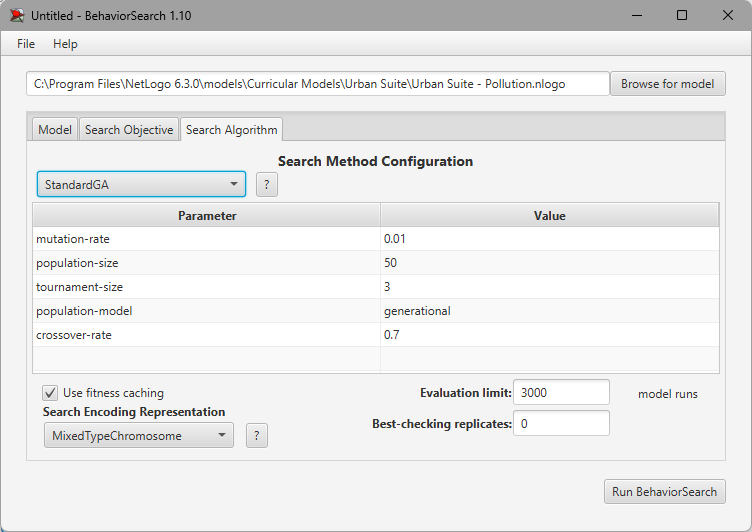 Untitled - BehaviorSearch 1.10
File Help
C:\Program Files\NetLogo 6.3.0\models\Curricular Models\Urban Suite\Urban Suite - Pollution.nlogo Browse for model
Model Search Objective Search Algorithm
Search Method Configuration
StandardGA ?
Parameter Value
mutation-rate 0.01
population-size 50
tournament-size 3
population-model generational
crossover-rate 0.7
Use fitness caching Evaluation limit: 3000 model runs
Search Encoding Representation
Best-checking replicates: 0
MixedTypeChromosome ?
Run BehaviorSearch